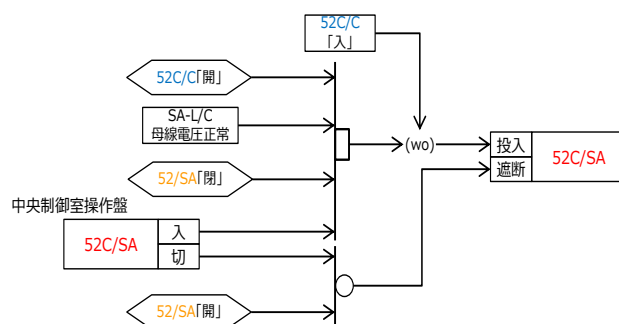 52C/C
「入」
52C/C「開」
SA-L/C
母線電圧正常
(wo)
投入
遮断
52C/SA
52/SA「閉」
中央制御室操作盤
52C/SA
入
切
52/SA「開」